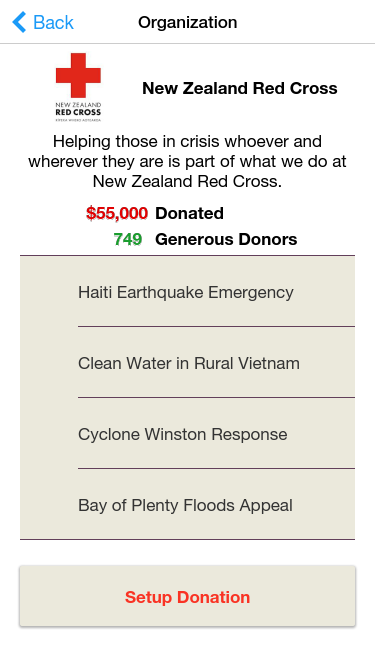 Back
Organization
NEW ZEALAND
RED CROSS
New Zealand Red Cross
Helping those in crisis whoever and
wherever they are is part of what we do at
New Zealand Red Cross.
$55,000 Donated
749 Generous Donors
Haiti Earthquake Emergency
Clean Water in Rural Vietnam
Cyclone Winston Response
Bay of Plenty Floods Appeal
Setup Donation